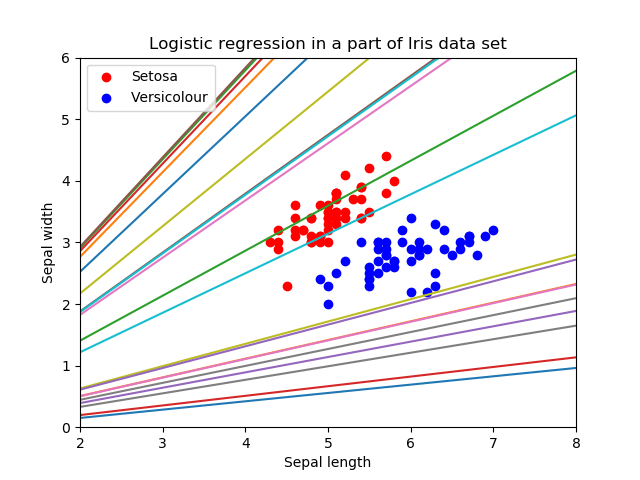 Logistic regression in a part of Iris data set
Setosa
Versicolour
Sepal width
6
5
4
3
2
1
0
2 3 4 5 6 7 8
Sepal length